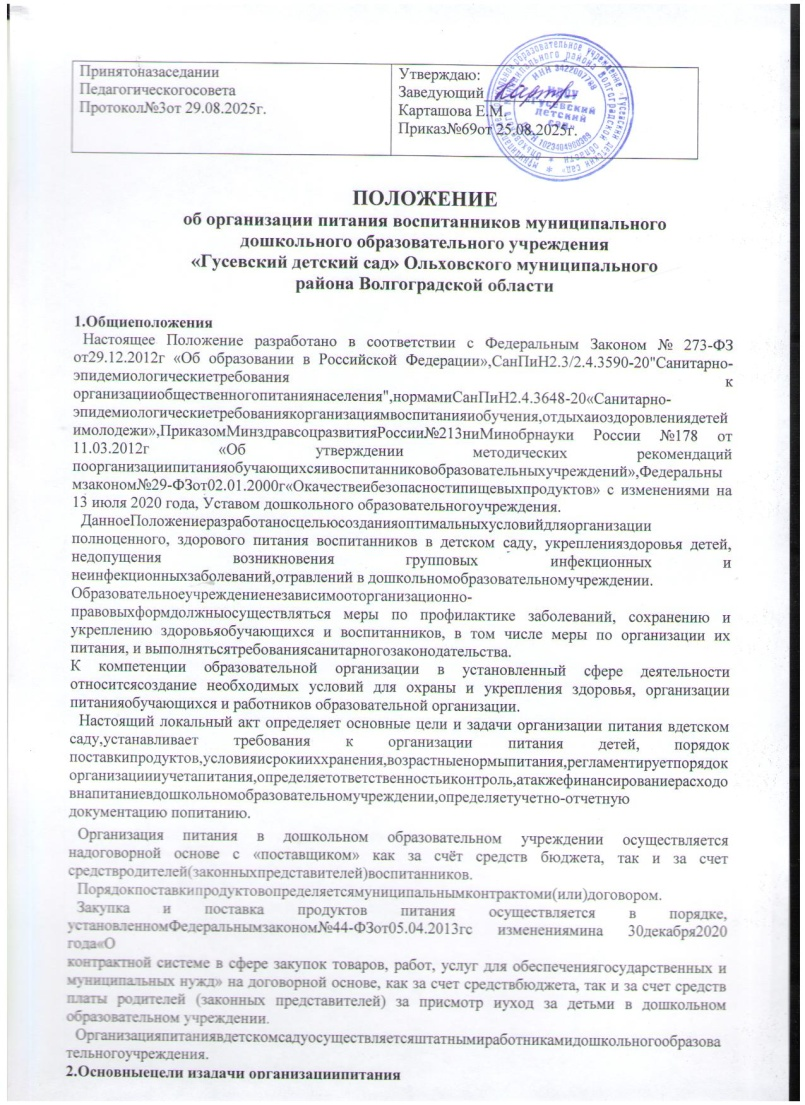 Принятоназаседании
Педагогическогосовета
Протокол№3от 29.08.2025г.
Утверждаю:
Заведующий
Карташова Е.М.
Приказ№69от 25.08.2025г.
ПОЛОЖЕНИЕ
об организации питания воспитанников муниципального
дошкольного образовательного учреждения
«Гусевский детский сад» Ольховского муниципального
района Волгоградской области
1.Общиеположения
Настоящее Положение разработано в соответствии с Федеральным Законом № 273-ФЗ
от29.12.2012г «Об образовании в Российской Федерации»,СанПиН2.3/2.4.3590-20"Санитарно-
эпидемиологическиетребования к
организацииобщественногопитаниянаселения",нормамиСанПиН2.4.3648-20«Санитарно-
эпидемиологическиетребованиякорганизациямвоспитанияиобучения,отдыхаиоздоровлениядетей
имолодежи»,ПриказомМинздравсоцразвитияРоссии№213ниМинобрнауки России №178 от
11.03.2012г «Об утверждении методических рекомендаций
поорганизациипитанияобучающихсяивоспитанниковобразовательныхучреждений»,Федеральны
мзаконом№29-ФЗот02.01.2000г«Окачествеибезопасностипищевыхпродуктов» с изменениями на
13 июля 2020 года, Уставом дошкольного образовательногоучреждения.
ДанноеПоложениеразработаносцельюсозданияоптимальныхусловийдляорганизации
полноценного, здорового питания воспитанников в детском саду, укрепленияздоровья детей,
недопущения возникновения групповых инфекционных и
неинфекционныхзаболеваний,отравлений в дошкольномобразовательномучреждении.
Образовательноеучреждениенезависимооторганизационно-
правовыхформдолжныосуществляться меры по профилактике заболеваний, сохранению и
укреплению здоровьяобучающихся и воспитанников, в том числе меры по организации их
питания, и выполнятьсятребованиясанитарногозаконодательства.
К компетенции образовательной организации в установленный сфере деятельности
относитсясоздание необходимых условий для охраны и укрепления здоровья, организации
питанияобучающихся и работников образовательной организации.
Настоящий локальный акт определяет основные цели и задачи организации питания вдетском
саду,устанавливает требования к организации питания детей, порядок
поставкипродуктов,условияисрокииххранения,возрастныенормыпитания,регламентируетпорядок
организациииучетапитания,определяетответственностьиконтроль,атакжефинансированиерасходо
внапитаниевдошкольномобразовательномучреждении,определяетучетно-отчетную
документацию попитанию.
Организация питания в дошкольном образовательном учреждении осуществляется
надоговорной основе с «поставщиком» как за счёт средств бюджета, так и за счет
средствродителей(законныхпредставителей)воспитанников.
Порядокпоставкипродуктовопределяетсямуниципальнымконтрактоми(или)договором.
Закупка и поставка продуктов питания осуществляется в порядке,
установленномФедеральнымзаконом№44-ФЗот05.04.2013гс изменениямина 30декабря2020
года«О
контрактной системе в сфере закупок товаров, работ, услуг для обеспечениягосударственных и
муниципальных нужд» на договорной основе, как за счет средствбюджета, так и за счет средств
платы родителей (законных представителей) за присмотр иуход за детьми в дошкольном
образовательном учреждении.
Организацияпитаниявдетскомсадуосуществляетсяштатнымиработникамидошкольногообразова
тельногоучреждения.
2.Основныецели изадачи организациипитания